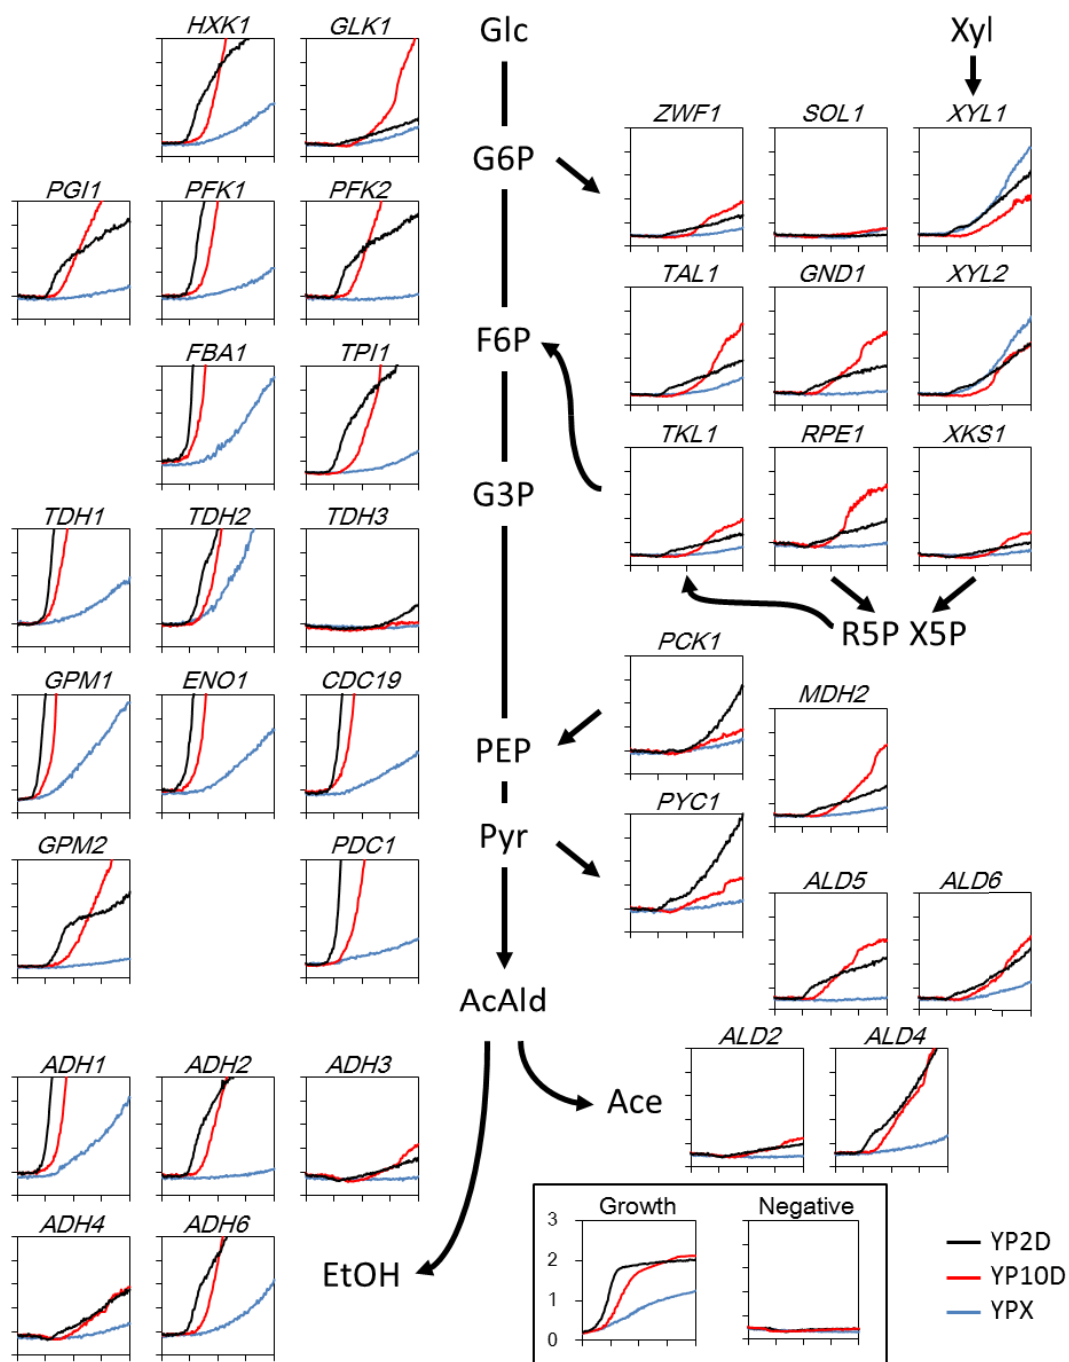 HXK1 GLK1 Glc Xyl
ZWF1 SOL1 XYL1
G6P
PGI1 PFK1 PFK2
TAL1 GND1 XYL2
F6P
FBA1 TPI1
TKL1 RPE1 XKS1
G3P
TDH1 TDH2 TDH3
R5P X5P
PCK1
GPM1 ENO1 CDC19
MDH2
PEP
PYC1
Pyr
GPM2 PDC1
ALD5 ALD6
AcAld
ALD2 ALD4
ADH1 ADH2 ADH3
Ace
Growth Negative
3
ADH4 ADH6
YP2D
2
EtOH
YP10D
1
YPX
0